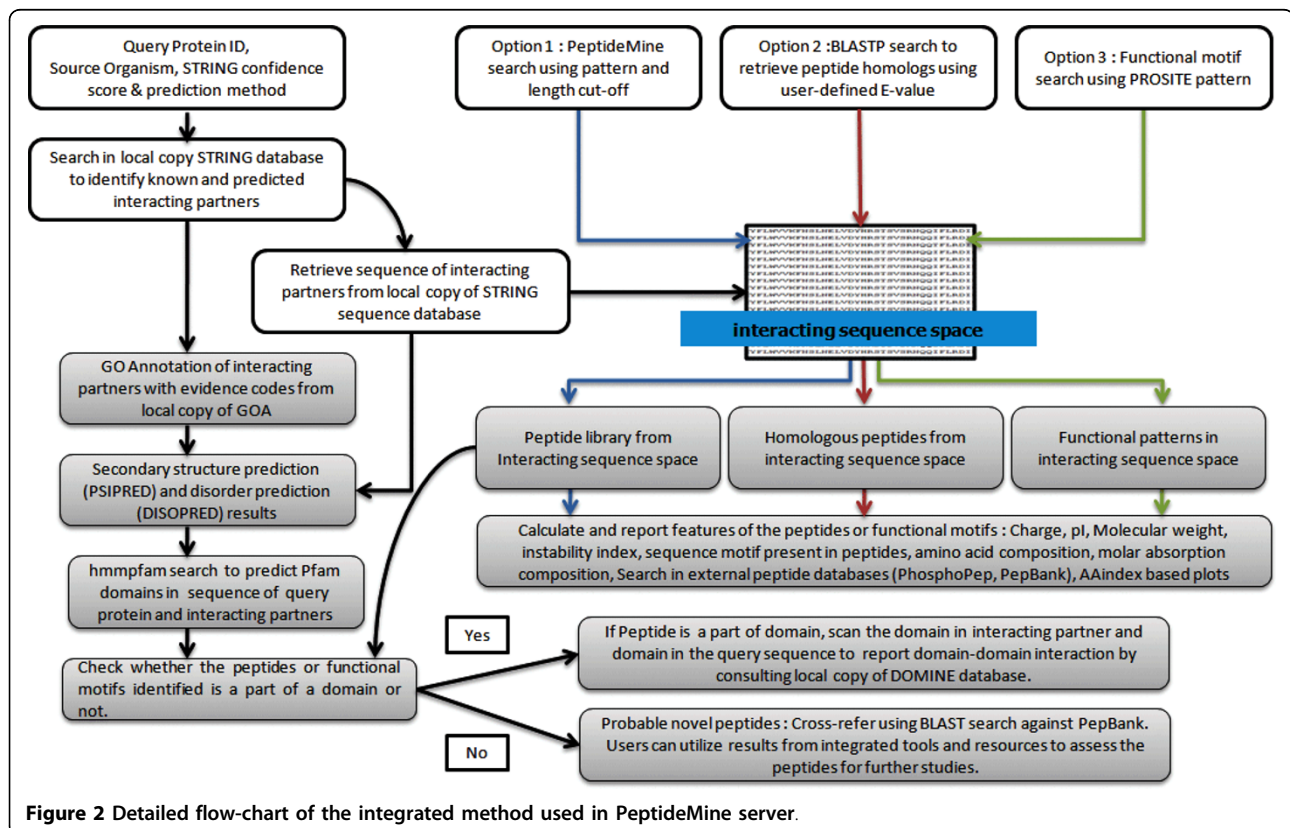 Query Protein ID,
Source Organism, STRING confidence
score & prediction method
Option 1 : PeptideMine
search using pattern and
length cut-off
Option 2 :BLASTP search to
retrieve peptide homologs using
user-defined E-value
Option 3 : Functional motif
search using PROSITE pattern
Search in local copy STRING database
to identify known and predicted
interacting partners
Retrieve sequence of interacting
partners from local copy of STRING
sequence database
interacting sequence space
GO Annotation of interacting
partners with evidence codes from
local copy of GOA
Peptide library from
Interacting sequence space
Homologous peptides from
interacting sequence space
Functional patterns in
interacting sequence space
Secondary structure prediction
(PSIPRED) and disorder prediction
(DISOPRED) results
Calculate and report features of the peptides or functional motifs : Charge, pI, Molecular weight,
instability index, sequence motif present in peptides, amino acid composition, molar absorption
composition, Search in external peptide databases (PhosphoPep, PepBank), AAindex based plots
hmmpfam search to predict Pfam
domains in sequence of query
protein and interacting partners
Check whether the peptides or functional
motifs identified is a part of a domain or
not.
Yes
If Peptide is a part of domain, scan the domain in interacting partner and
domain in the query sequence to report domain-domain interaction by
consulting local copy of DOMINE database.
No
Probable novel peptides : Cross-refer using BLAST search against PepBank.
Users can utilize results from integrated tools and resources to assess the
peptides for further studies.
Figure 2 Detailed flow-chart of the integrated method used in PeptideMine server.